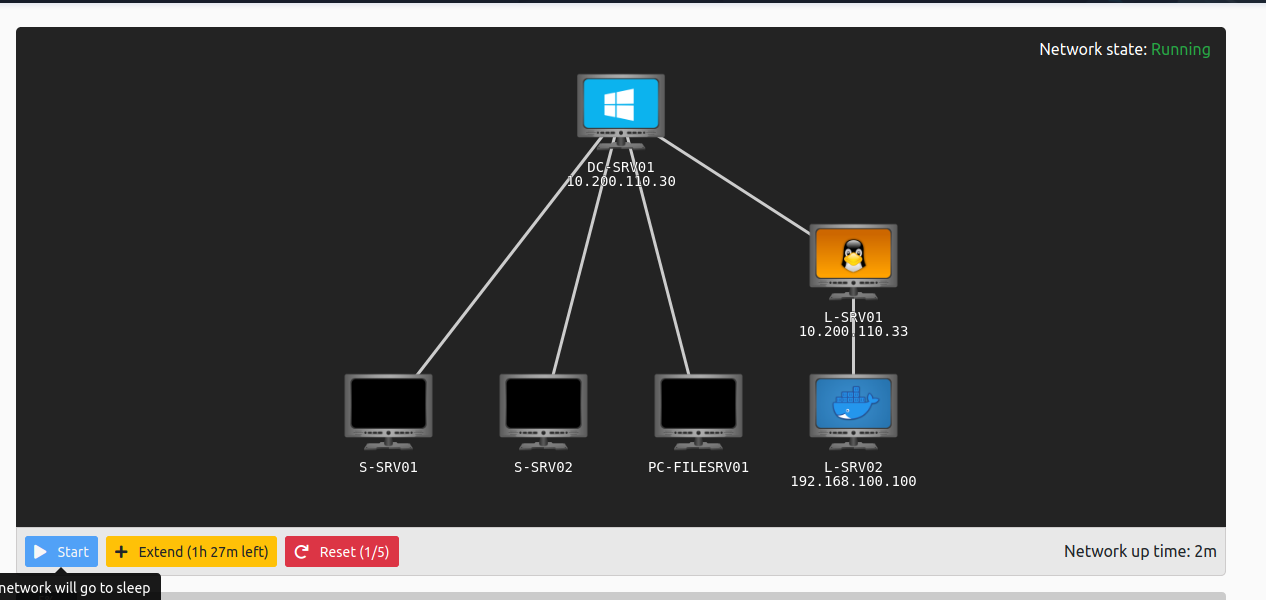 Network state: Running
DC-SRV01
10.200.110.30
L-SRV01
10.200.110.33
S-SRV01
S-SRV02
PC-FILESRV01
L-SRV02
192.168.100.100
Start
Extend (1h 27m left)
Reset (1/5)
Network up time: 2m
network will go to sleep